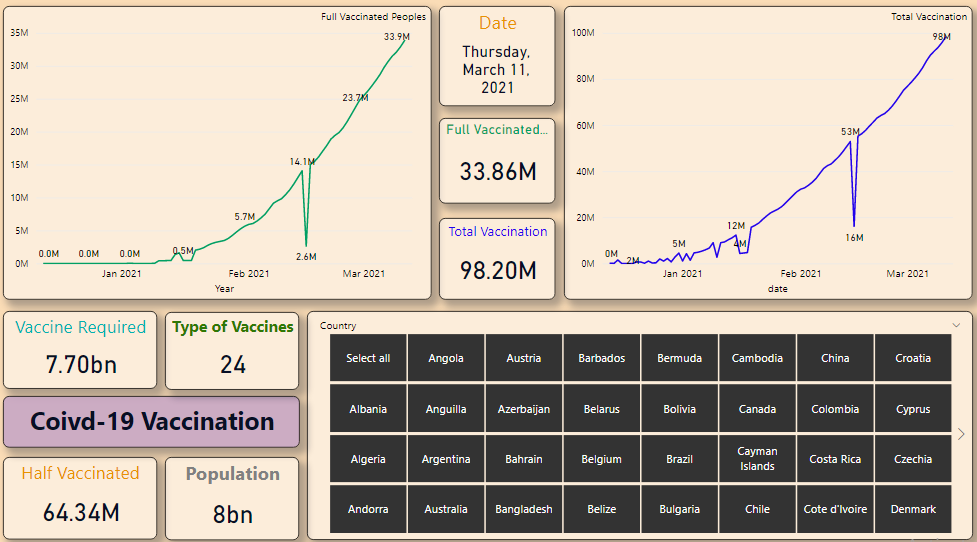 Full Vaccinated Peoples
35M
30M
25M
20M
15M
10M
5M
0M
0.0M
0.0M
0.0M
0.5M
5.7M
14.1M
2.6M
23.7M
33.9M
Jan 2021
Feb 2021
Mar 2021
Year
Date
Thursday,
March 11,
2021
Full Vaccinated...
33.86M
Total Vaccination
98.20M
Total Vaccination
100M
80M
60M
40M
20M
0M
0M
2M
5M
12M
4M
53M
16M
98M
Jan 2021
Feb 2021
Mar 2021
date
Vaccine Required
7.70bn
Type of Vaccines
24
Coivd-19 Vaccination
Half Vaccinated
64.34M
Population
8bn
Country
Select all
Angola
Austria
Barbados
Bermuda
Cambodia
China
Croatia
Albania
Anguilla
Azerbaijan
Belarus
Bolivia
Canada
Colombia
Cyprus
Algeria
Argentina
Bahrain
Belgium
Brazil
Cayman
Islands
Costa Rica
Czechia
Andorra
Australia
Bangladesh
Belize
Bulgaria
Chile
Cote d'Ivoire
Denmark